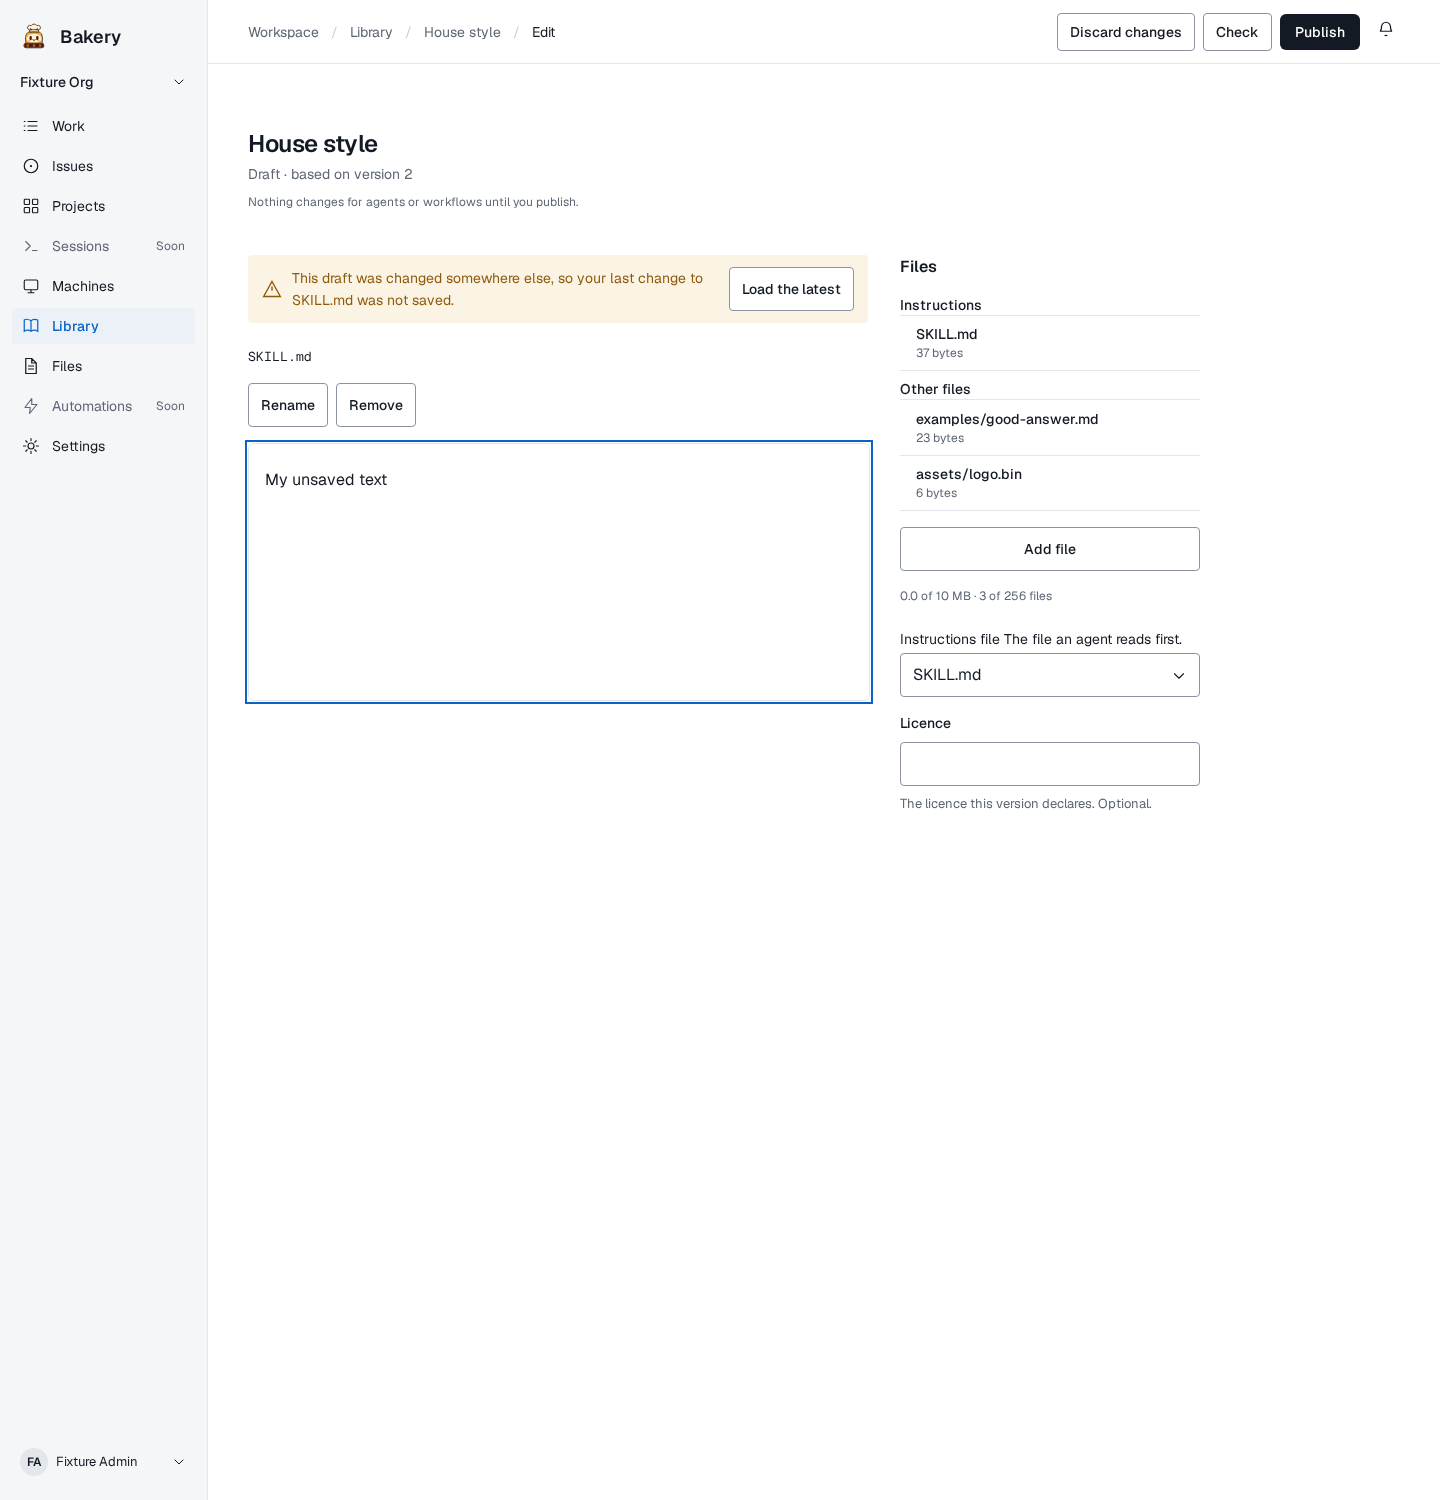 Bakery
Fixture Org
Work
Issues
Projects
Sessions Soon
Machines
Library
Files
Automations Soon
Settings
FA Fixture Admin
Workspace / Library / House style / Edit
Discard changes
Check
Publish
House style
Draft · based on version 2
Nothing changes for agents or workflows until you publish.
This draft was changed somewhere else, so your last change to
SKILL.md was not saved.
Load the latest
SKILL.md
Rename
Remove
My unsaved text
Files
Instructions
SKILL.md
37 bytes
Other files
examples/good-answer.md
23 bytes
assets/logo.bin
6 bytes
Add file
0.0 of 10 MB · 3 of 256 files
Instructions file The file an agent reads first.
SKILL.md
Licence
The licence this version declares. Optional.